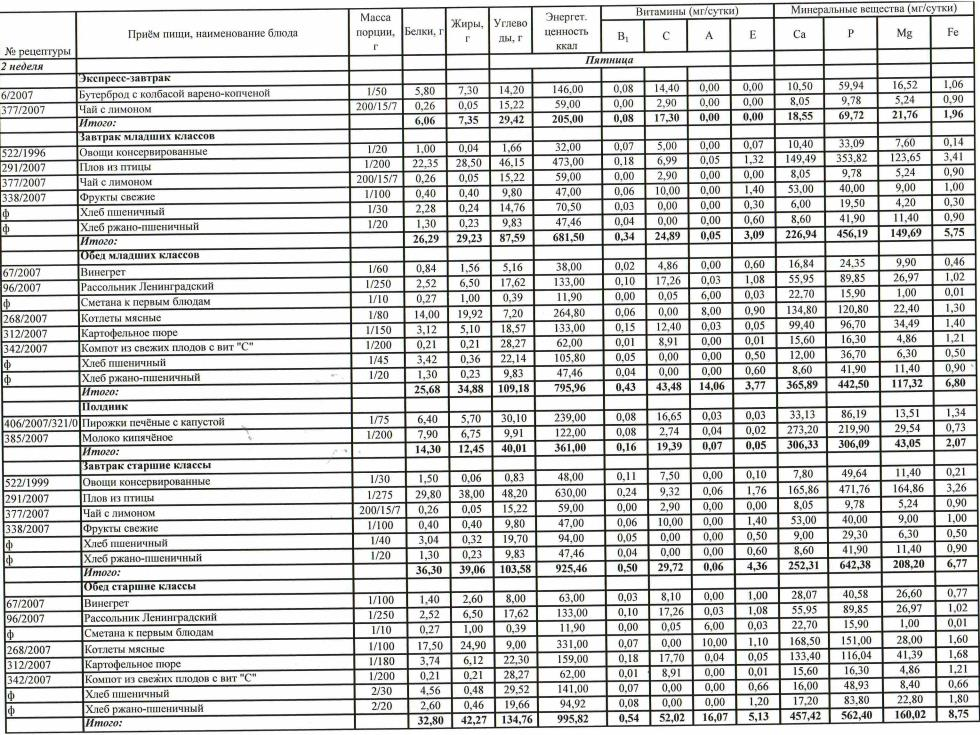 № рецептуры Приём пищи, наименование блюда Масса порции, г Белки, г Жиры, г Углеводы, г Энергет. ценность ккал Витамины (мг/сутки) Минеральные вещества (мг/сутки)
B₁ C A E Ca P Mg Fe
2 неделя Пятница
Экспресс-завтрак
6/2007 Бутерброд с колбасой варено-копченой 1/50 5,80 7,30 14,20 146,00 0,08 14,40 0,00 0,00 10,50 59,94 16,52 1,06
377/2007 Чай с лимоном 200/15/7 0,26 0,05 15,22 59,00 0,00 2,90 0,00 0,00 8,05 9,78 5,24 0,90
Итого: 6,06 7,35 29,42 205,00 0,08 17,30 0,00 0,00 18,55 69,72 21,76 1,96
Завтрак младших классов
522/1996 Овощи консервированные 1/20 1,00 0,04 1,66 32,00 0,07 5,00 0,00 0,07 10,40 33,09 7,60 0,14
291/2007 Плов из птицы 1/200 22,35 28,50 46,15 473,00 0,18 6,99 0,05 1,32 149,49 353,82 123,65 3,41
377/2007 Чай с лимоном 200/15/7 0,26 0,05 15,22 59,00 0,00 2,90 0,00 0,00 8,05 9,78 5,24 0,90
338/2007 Фрукты свежие 1/100 0,40 0,40 9,80 47,00 0,06 10,00 0,00 1,40 53,00 40,00 9,00 1,00
ф Хлеб пшеничный 1/30 2,28 0,24 14,76 70,50 0,03 0,00 0,00 0,30 6,00 19,50 4,20 0,30
ф Хлеб ржано-пшеничный 1/20 1,30 0,23 9,83 47,46 0,04 0,00 0,00 0,60 8,60 41,90 11,40 0,90
Итого: 26,29 29,23 87,59 681,50 0,34 24,89 0,05 3,09 226,94 456,19 149,69 5,75
Обед младших классов
67/2007 Винегрет 1/60 0,84 1,56 5,16 38,00 0,02 4,86 0,00 0,60 16,84 24,35 9,90 0,46
96/2007 Рассольник Ленинградский 1/250 2,52 6,50 17,62 133,00 0,10 17,26 0,03 1,08 55,95 89,85 26,97 1,02
ф Сметана к первым блюдам 1/10 0,27 1,00 0,39 11,90 0,00 0,05 6,00 0,03 22,70 15,90 1,00 0,01
268/2007 Котлеты мясные 1/80 14,00 19,92 7,20 264,80 0,06 0,00 8,00 0,90 134,80 120,80 22,40 1,30
312/2007 Картофельное пюре 1/150 3,12 5,10 18,57 133,00 0,15 12,40 0,03 0,05 99,40 96,70 34,49 1,40
342/2007 Компот из свежих плодов с вит "С" 1/200 0,21 0,21 28,27 62,00 0,01 8,91 0,00 0,01 15,60 16,30 4,86 1,21
ф Хлеб пшеничный 1/45 3,42 0,36 22,14 105,80 0,05 0,00 0,00 0,50 12,00 36,70 6,30 0,50
ф Хлеб ржано-пшеничный 1/20 1,30 0,23 9,83 47,46 0,04 0,00 0,00 0,60 8,60 41,90 11,40 0,90
Итого: 25,68 34,88 109,18 795,96 0,43 43,48 14,06 3,77 365,89 442,50 117,32 6,80
Полдник
406/2007/321/0 Пирожки печёные с капустой 1/75 6,40 5,70 30,10 239,00 0,08 16,65 0,03 0,03 33,13 86,19 13,51 1,34
385/2007 Молоко кипячёное 1/200 7,90 6,75 9,91 122,00 0,08 2,74 0,04 0,02 273,20 219,90 29,54 0,73
Итого: 14,30 12,45 40,01 361,00 0,16 19,39 0,07 0,05 306,33 306,09 43,05 2,07
Завтрак старшие классы
522/1999 Овощи консервированные 1/30 1,50 0,06 0,83 48,00 0,11 7,50 0,00 0,10 7,80 49,64 11,40 0,21
291/2007 Плов из птицы 1/275 29,80 38,00 48,20 630,00 0,24 9,32 0,06 1,76 165,86 471,76 164,86 3,26
377/2007 Чай с лимоном 200/15/7 0,26 0,05 15,22 59,00 0,00 2,90 0,00 0,00 8,05 9,78 5,24 0,90
338/2007 Фрукты свежие 1/100 0,40 0,40 9,80 47,00 0,06 10,00 0,00 1,40 53,00 40,00 9,00 1,00
ф Хлеб пшеничный 1/40 3,04 0,32 19,70 94,00 0,05 0,00 0,00 0,50 9,00 29,30 6,30 0,50
ф Хлеб ржано-пшеничный 1/20 1,30 0,23 9,83 47,46 0,04 0,00 0,00 0,60 8,60 41,90 11,40 0,90
Итого: 36,30 39,06 103,58 925,46 0,50 29,72 0,06 4,36 252,31 642,38 208,20 6,77
Обед старшие классы
67/2007 Винегрет 1/100 1,40 2,60 8,00 63,00 0,03 8,10 0,00 1,00 28,07 40,58 26,60 0,77
96/2007 Рассольник Ленинградский 1/250 2,52 6,50 17,62 133,00 0,10 17,26 0,03 1,08 55,95 89,85 26,97 1,02
ф Сметана к первым блюдам 1/10 0,27 1,00 0,39 11,90 0,00 0,05 6,00 0,03 22,70 15,90 1,00 0,01
268/2007 Котлеты мясные 1/100 17,50 24,90 9,00 331,00 0,07 0,00 10,00 1,10 168,50 151,00 28,00 1,60
312/2007 Картофельное пюре 1/180 3,74 6,12 22,30 159,00 0,18 17,70 0,04 0,05 133,40 116,04 41,39 1,68
342/2007 Компот из свежих плодов с вит "С" 1/200 0,21 0,21 28,27 62,00 0,01 8,91 0,00 0,01 15,60 16,30 4,86 1,21
ф Хлеб пшеничный 2/30 4,56 0,48 29,52 141,00 0,07 0,00 0,00 0,66 16,00 48,93 8,40 0,66
ф Хлеб ржано-пшеничный 2/20 2,60 0,46 19,66 94,92 0,08 0,00 0,00 1,20 17,20 83,80 22,80 1,80
Итого: 32,80 42,27 134,76 995,82 0,54 52,02 16,07 5,13 457,42 562,40 160,02 8,75